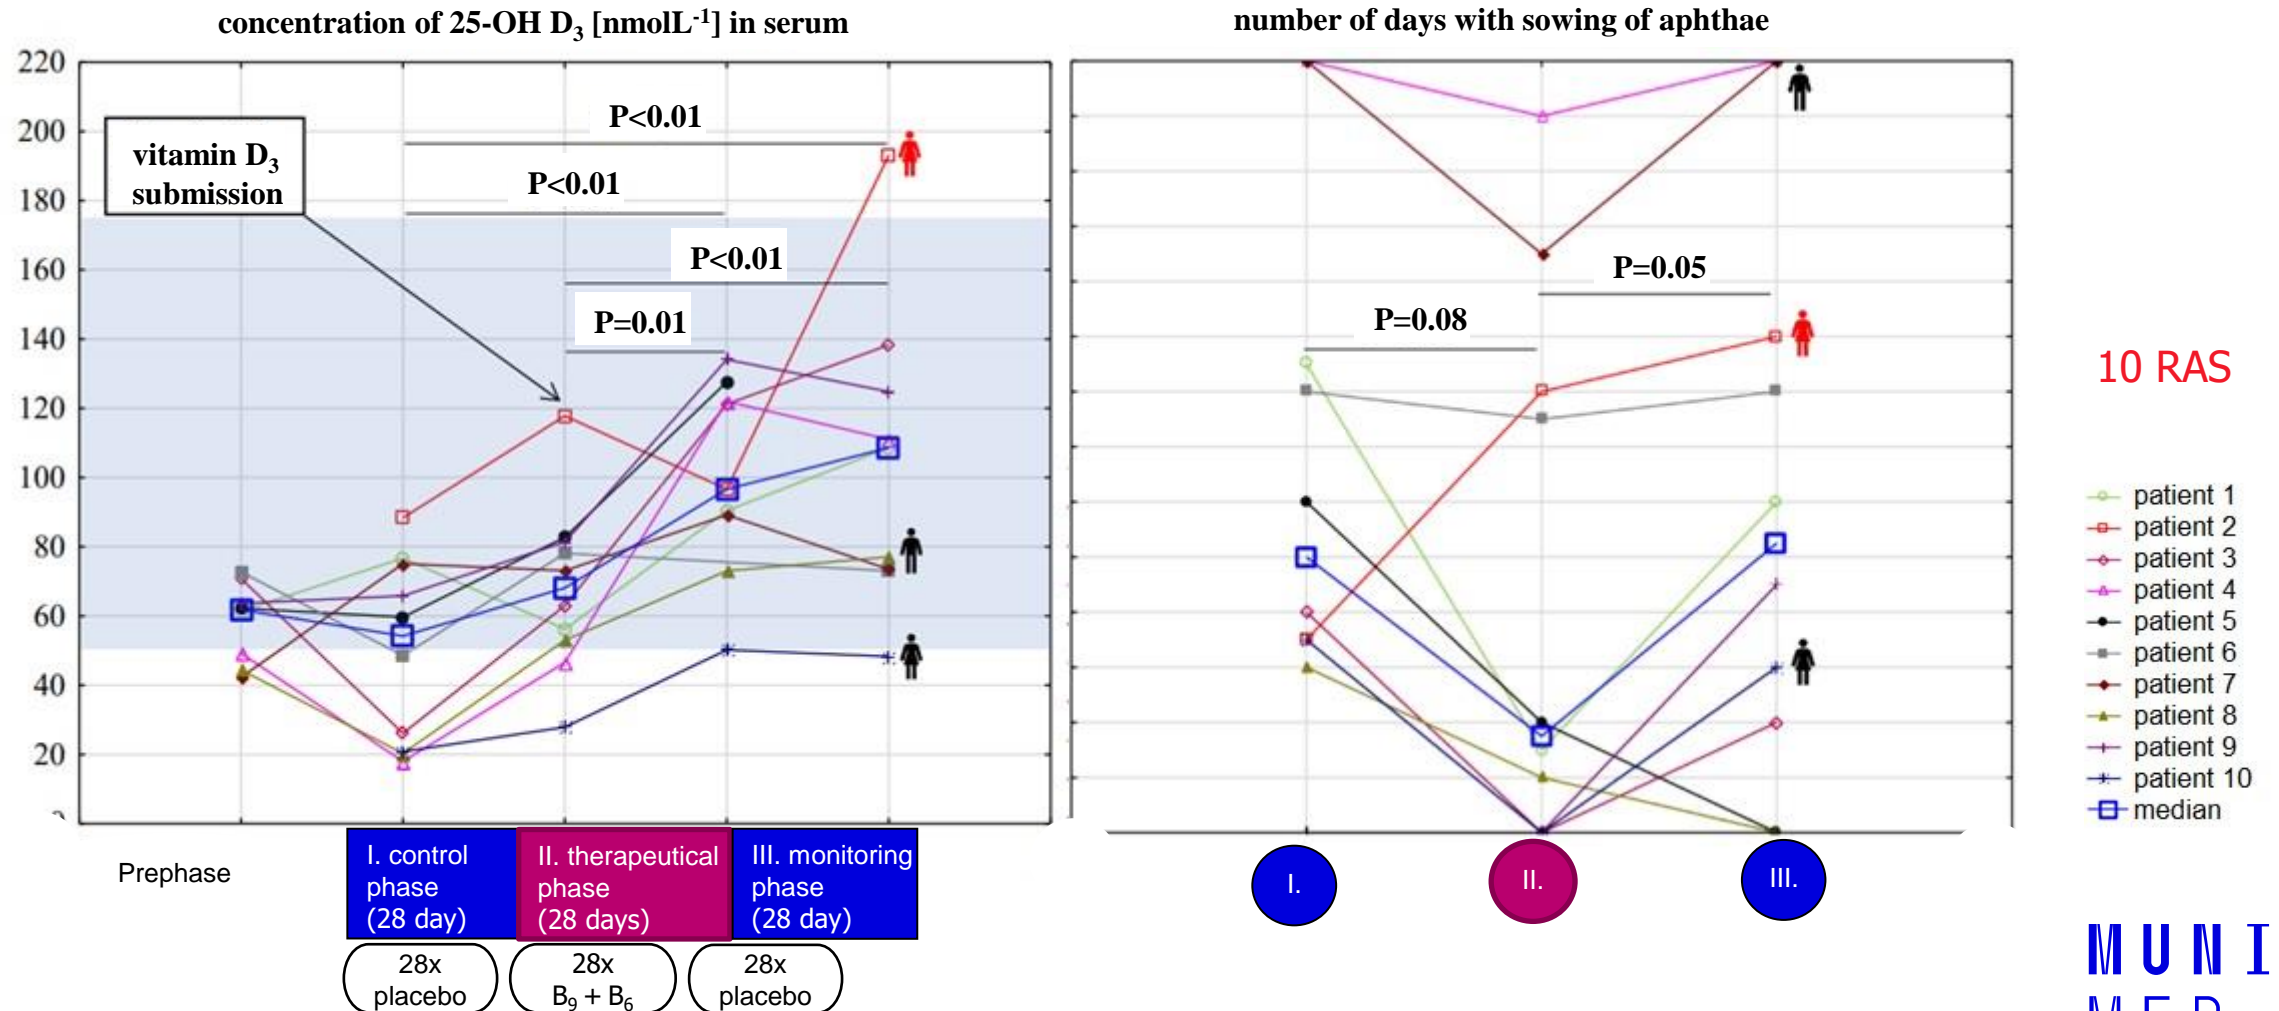 concentration of 25-OH D₃ [nmolL⁻¹] in serum
number of days with sowing of aphthae
220
200
180
160
140
120
100
80
60
40
20
vitamin D₃
submission
P<0.01
P<0.01
P<0.01
P=0.01
P=0.08
P=0.05
10 RAS
patient 1
patient 2
patient 3
patient 4
patient 5
patient 6
patient 7
patient 8
patient 9
patient 10
median
Prephase
I. control
phase
(28 day)
II. therapeutical
phase
(28 days)
III. monitoring
phase
(28 day)
28x
placebo
28x
B₉ + B₆
28x
placebo
I.
II.
III.
MUNI